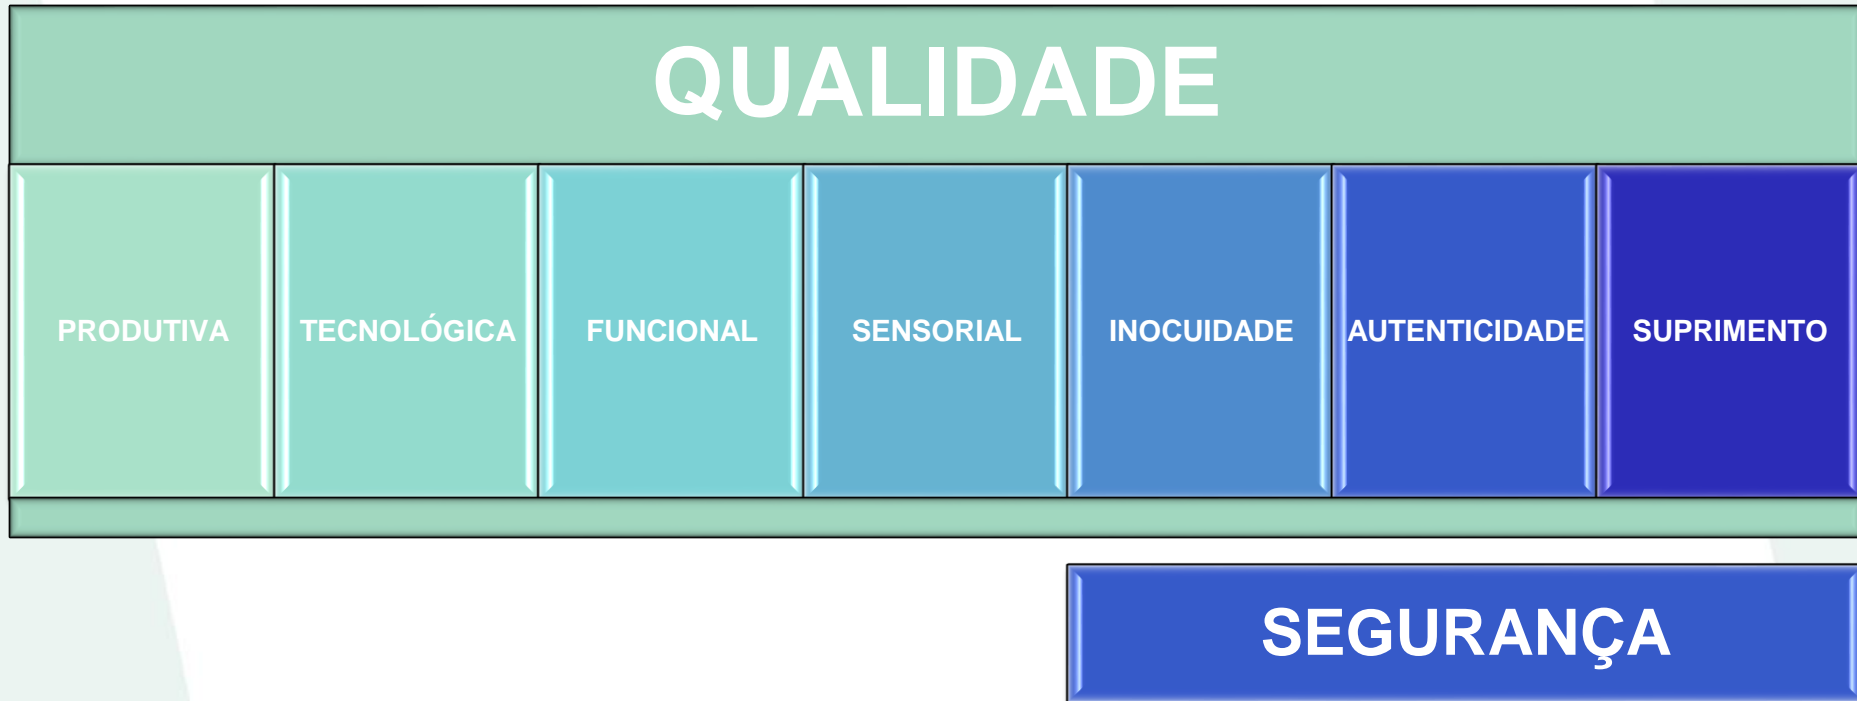 QUALIDADE
PRODUTIVA
TECNOLÓGICA
FUNCIONAL
SENSORIAL
INOCUIDADE
AUTENTICIDADE
SUPRIMENTO
SEGURANÇA